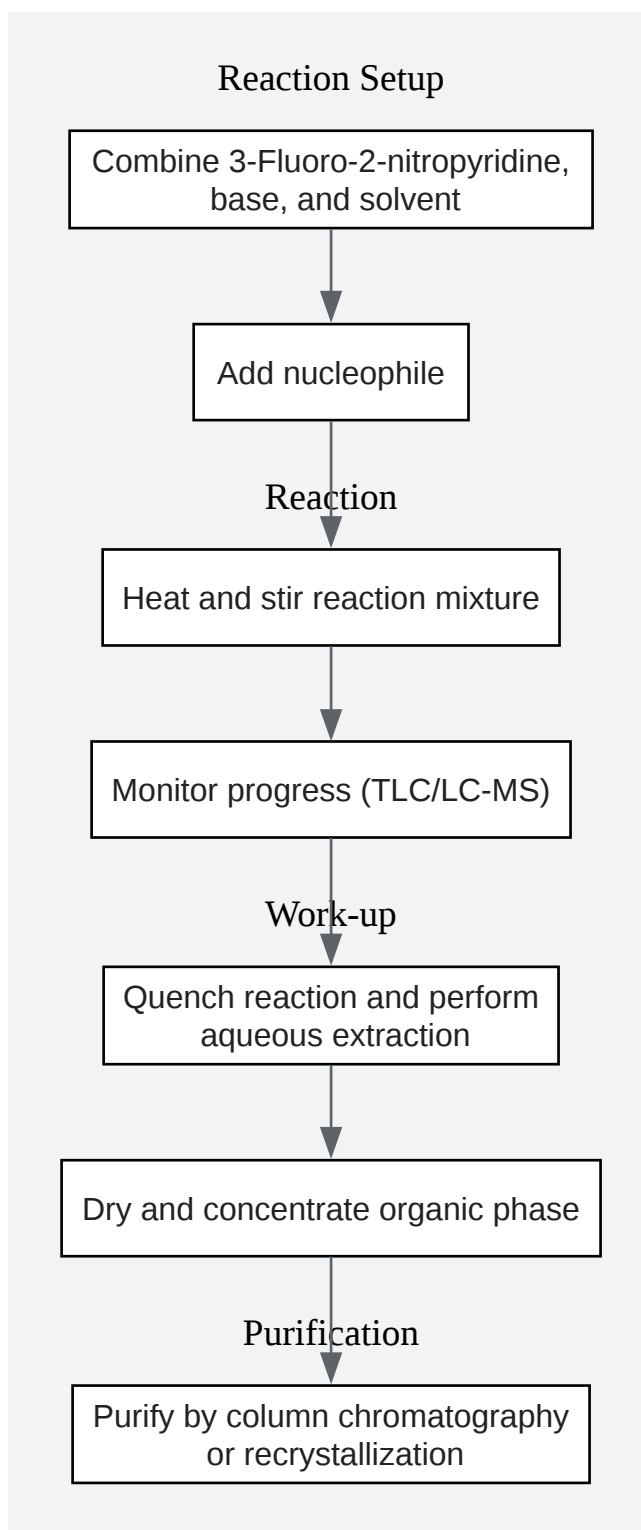 Reaction Setup
Combine 3-Fluoro-2-nitropyridine,
base, and solvent
Add nucleophile
Reaction
Heat and stir reaction mixture
Monitor progress (TLC/LC-MS)
Work-up
Quench reaction and perform
aqueous extraction
Dry and concentrate organic phase
Purification
Purify by column chromatography
or recrystallization